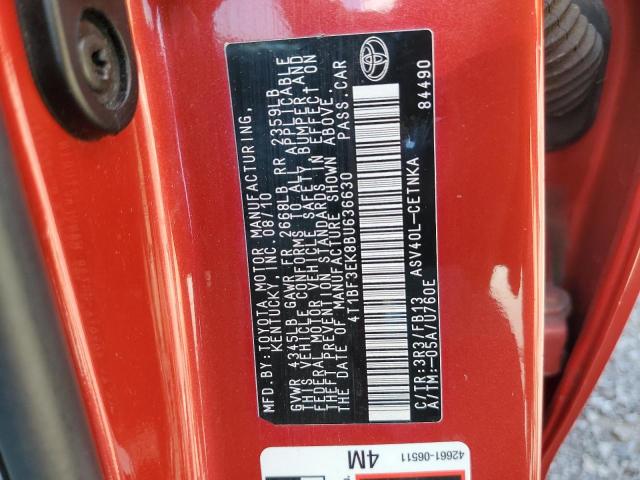 MFD.BY: TOYOTA MOTOR MANUFACTURING,
KENTUCKY, INC. 08/10
GVWR 4345LB GAWR FR 2668LB RR 2359LB
THIS VEHICLE CONFORMS TO ALL APPLICABLE
FEDERAL MOTOR VEHICLE SAFETY, BUMPER, AND
THEFT PREVENTION STANDARDS IN EFFECT ON
THE DATE OF MANUFACTURE SHOWN ABOVE.
4T1BF3EK8BU636630 PASS.CAR
C/TR:3R3/FB13 ASV40L-CETNKA
A/TM:-05A/U760E 84490
42661-06511
4M